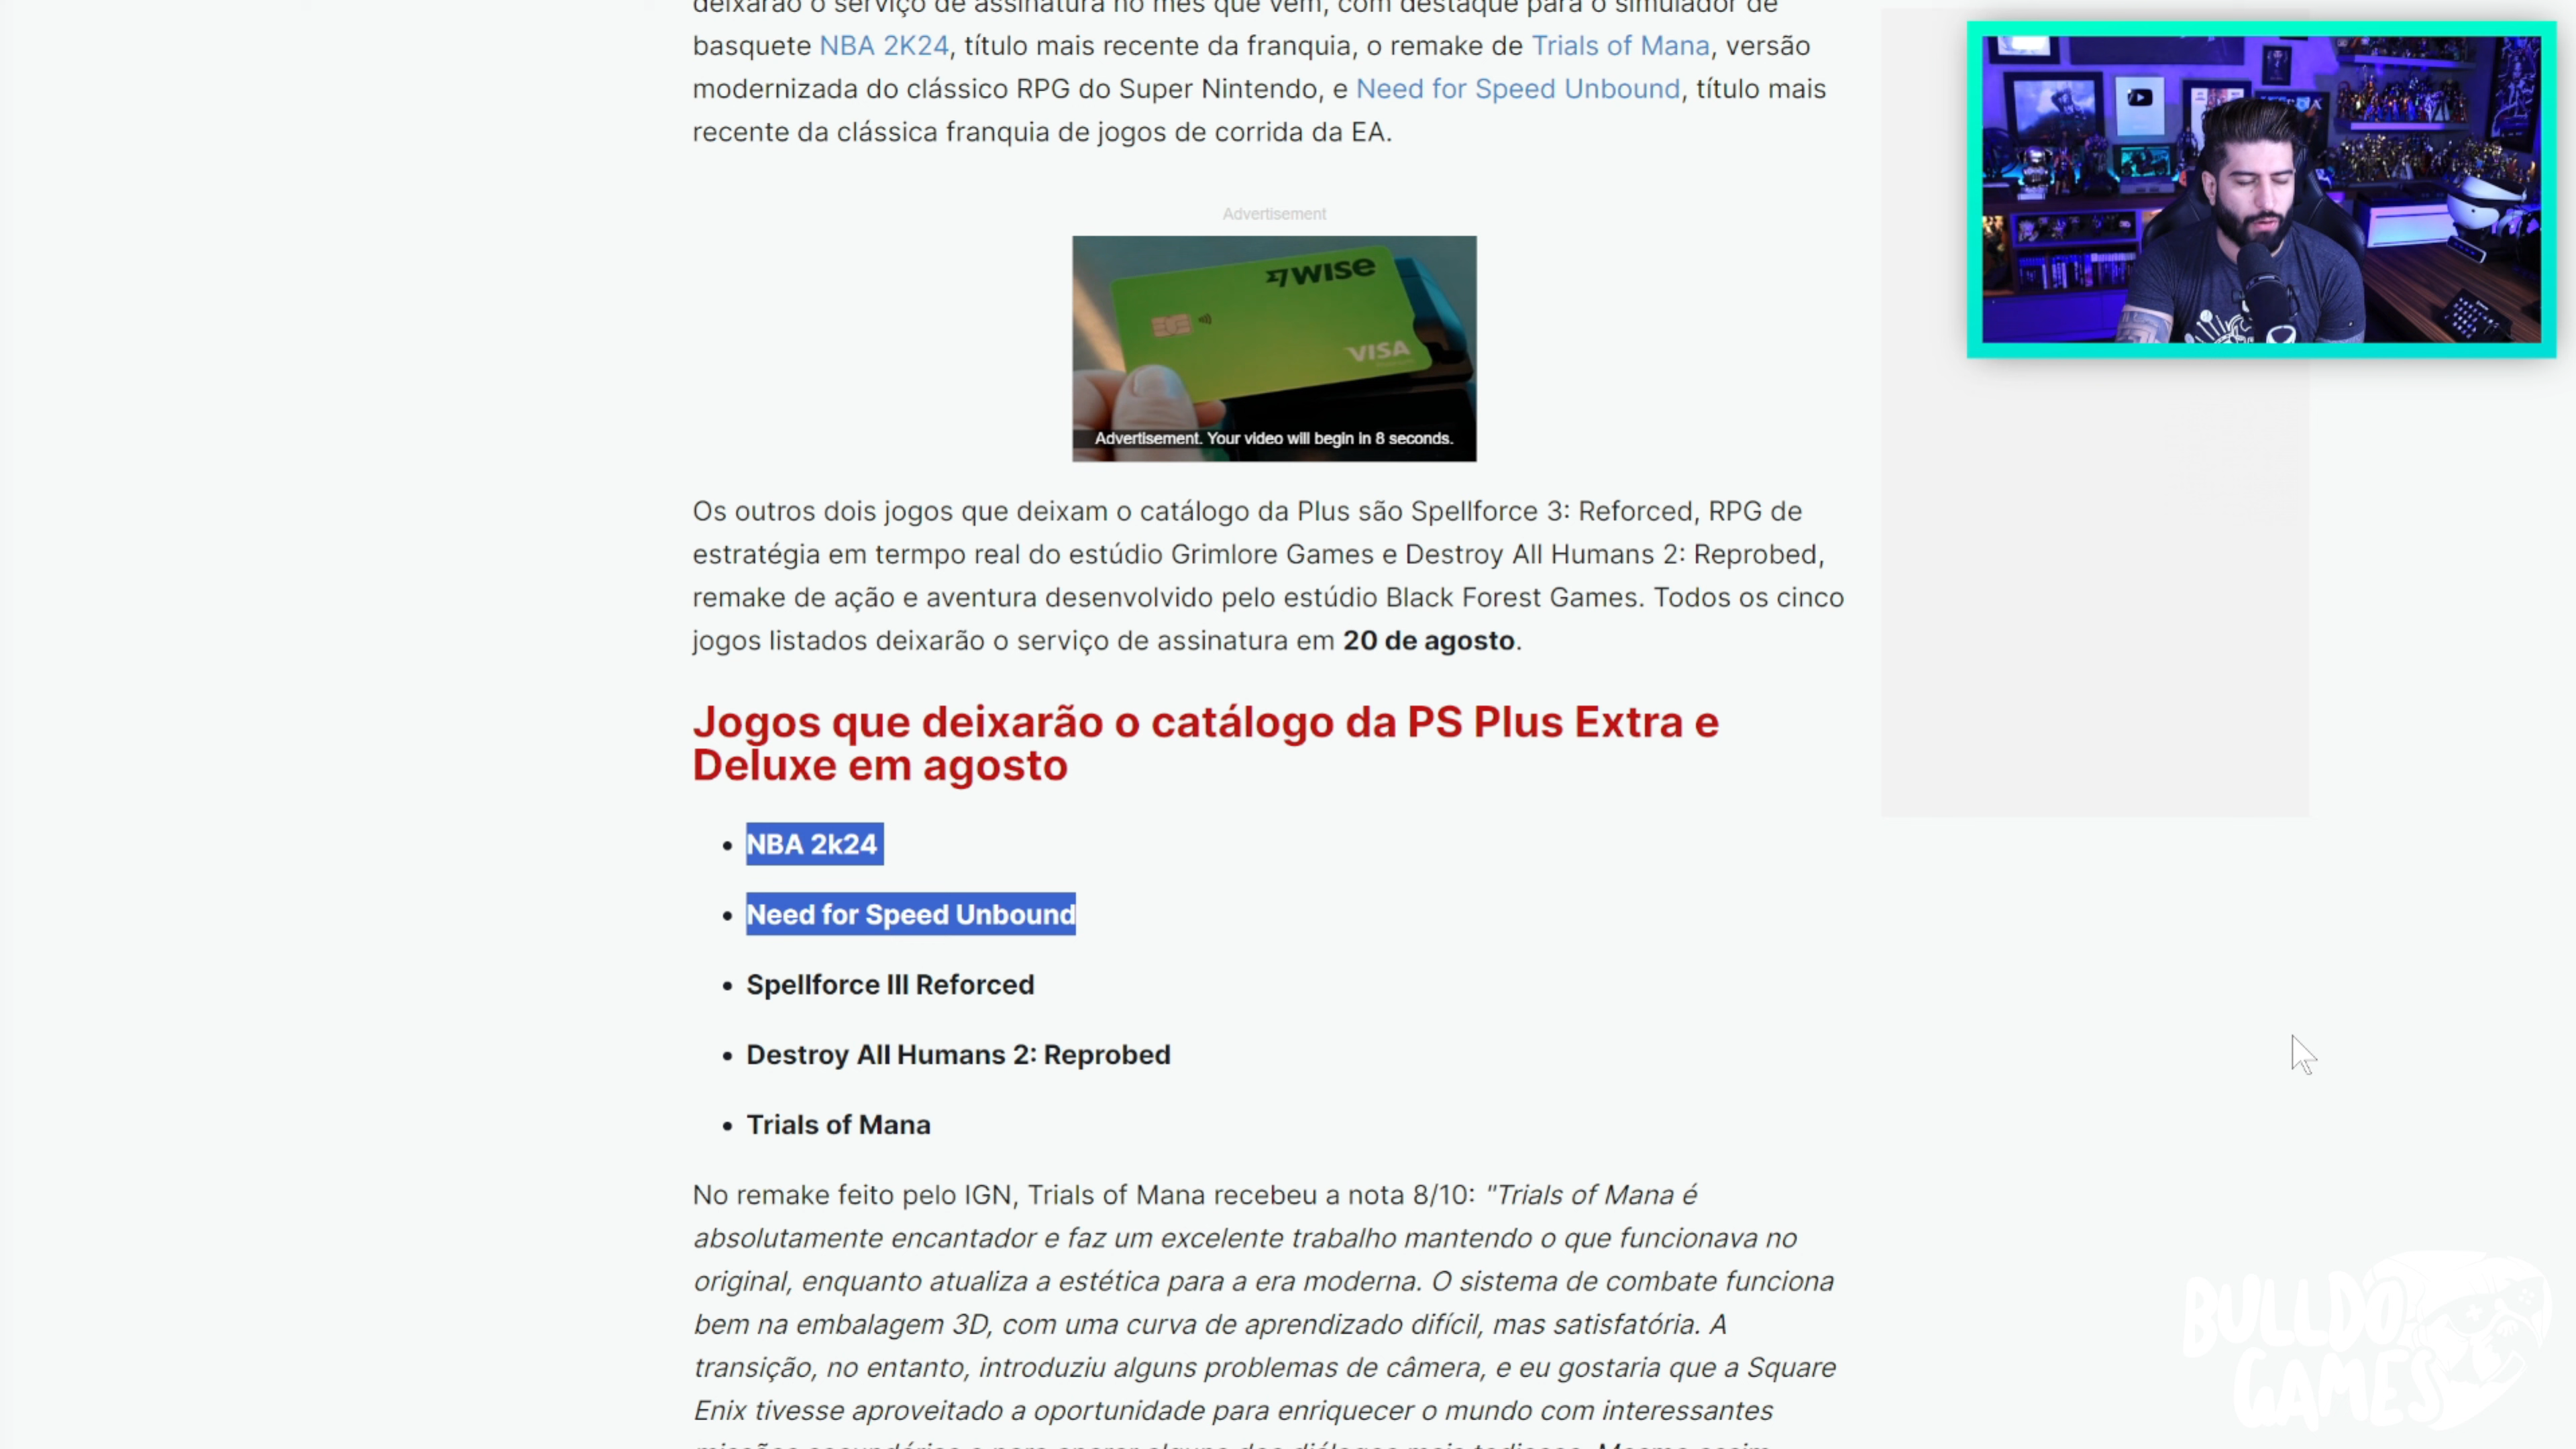 deixarão o serviço de assinatura no mês que vem, com destaque para o simulador de
basquete NBA 2K24, título mais recente da franquia, o remake de Trials of Mana, versão
modernizada do clássico RPG do Super Nintendo, e Need for Speed Unbound, título mais
recente da clássica franquia de jogos de corrida da EA.
Advertisement
WISE
VISA
Advertisement. Your video will begin in 8 seconds.
Os outros dois jogos que deixam o catálogo da Plus são Spellforce 3: Reforced, RPG de
estratégia em termpo real do estúdio Grimlore Games e Destroy All Humans 2: Reprobed,
remake de ação e aventura desenvolvido pelo estúdio Black Forest Games. Todos os cinco
jogos listados deixarão o serviço de assinatura em 20 de agosto.
Jogos que deixarão o catálogo da PS Plus Extra e
Deluxe em agosto
• NBA 2k24
• Need for Speed Unbound
• Spellforce III Reforced
• Destroy All Humans 2: Reprobed
• Trials of Mana
No remake feito pelo IGN, Trials of Mana recebeu a nota 8/10: "Trials of Mana é
absolutamente encantador e faz um excelente trabalho mantendo o que funcionava no
original, enquanto atualiza a estética para a era moderna. O sistema de combate funciona
bem na embalagem 3D, com uma curva de aprendizado difícil, mas satisfatória. A
transição, no entanto, introduziu alguns problemas de câmera, e eu gostaria que a Square
Enix tivesse aproveitado a oportunidade para enriquecer o mundo com interessantes
BULLDO
GAMES